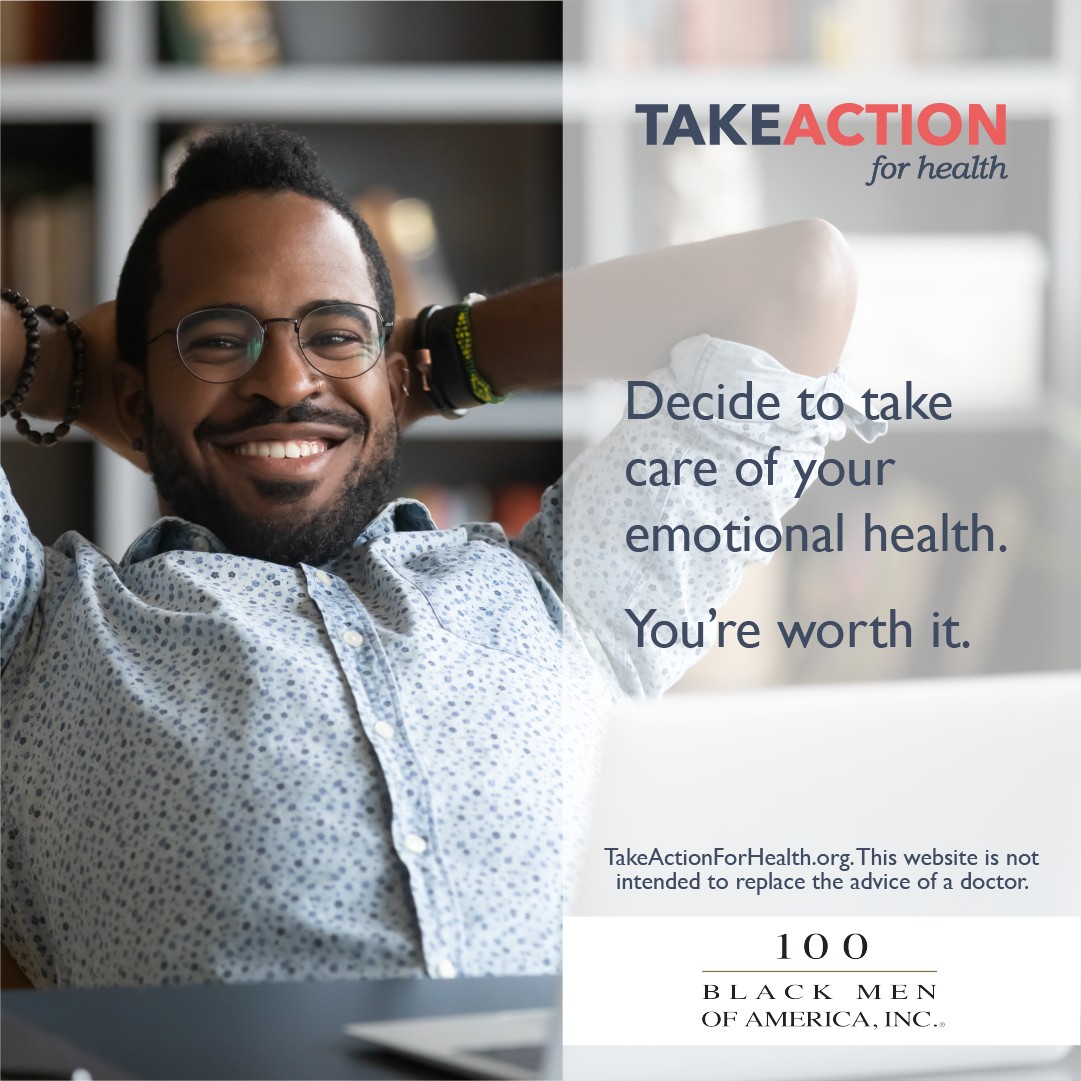 TAKEACTION
for health
Decide to take
care of your
emotional health.
You're worth it.
TakeActionForHealth.org. This website is not
intended to replace the advice of a doctor.
100
BLACK MEN
OF AMERICA, INC.®